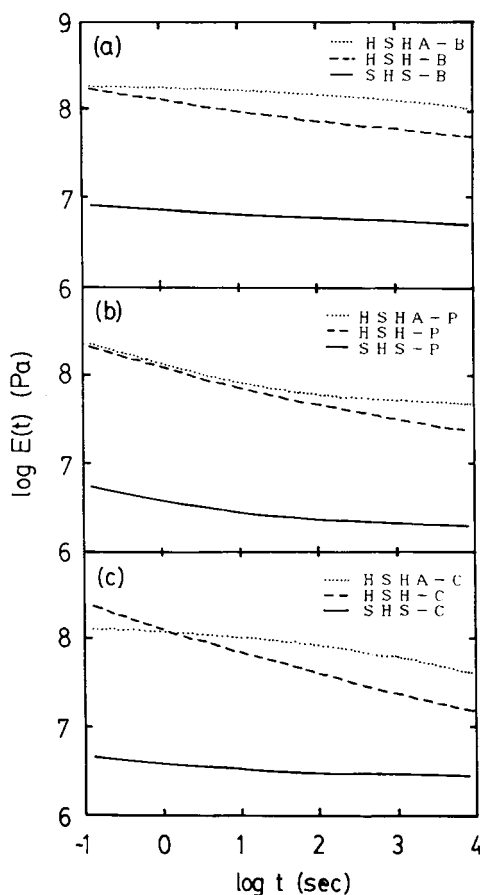 9
(a)
HSHA-B
HSH-B
SHS-B
8
7
6
(b)
HSHA-P
HSH-P
SHS-P
8
7
6
(c)
HSHA-C
HSH-C
SHS-C
8
7
6
log E(t) (Pa)
-1 0 1 2 3 4
log t (sec)